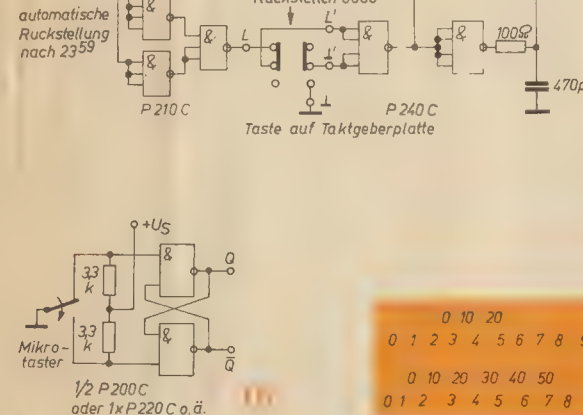 automatische
Ruckstellung
nach 23⁵⁹
&
&
&
L
L'
L'
&
&
100Ω
470p
P 210 C
⊥
P 240 C
Taste auf Taktgeberplatte
+US
&
Q
3,3
k
3,3
k
&
Q̅
Mikro-
taster
1/2 P 200 C
oder 1x P 220 C o.ä.
0 10 20
0 1 2 3 4 5 6 7 8 9
0 10 20 30 40 50
0 1 2 3 4 5 6 7 8